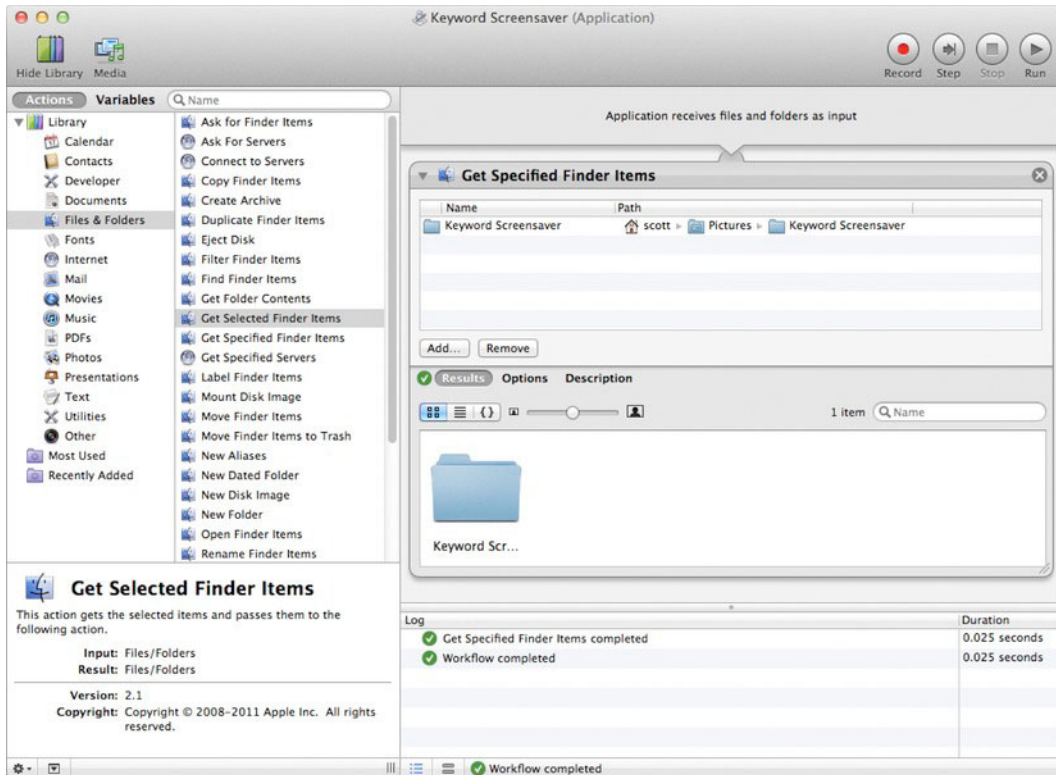 Keyword Screensaver (Application)
Hide Library
Media
Record
Step
Stop
Run
Actions
Variables
Name
Library
Calendar
Contacts
Developer
Documents
Files & Folders
Fonts
Internet
Mail
Movies
Music
PDFs
Photos
Presentations
Text
Utilities
Other
Most Used
Recently Added
Ask for Finder Items
Ask For Servers
Connect to Servers
Copy Finder Items
Create Archive
Duplicate Finder Items
Eject Disk
Filter Finder Items
Find Finder Items
Get Folder Contents
Get Selected Finder Items
Get Specified Finder Items
Get Specified Servers
Label Finder Items
Mount Disk Image
Move Finder Items
Move Finder Items to Trash
New Aliases
New Dated Folder
New Disk Image
New Folder
Open Finder Items
Rename Finder Items
Get Selected Finder Items
This action gets the selected items and passes them to the
following action.
Input: Files/Folders
Result: Files/Folders
Version: 2.1
Copyright: Copyright © 2008-2011 Apple Inc. All rights
reserved.
Application receives files and folders as input
Get Specified Finder Items
Name Path
Keyword Screensaver scott Pictures Keyword Screensaver
Add... Remove
Results Options Description
1 item
Name
Keyword Scr...
Log Duration
Get Specified Finder Items completed 0.025 seconds
Workflow completed 0.025 seconds
Workflow completed